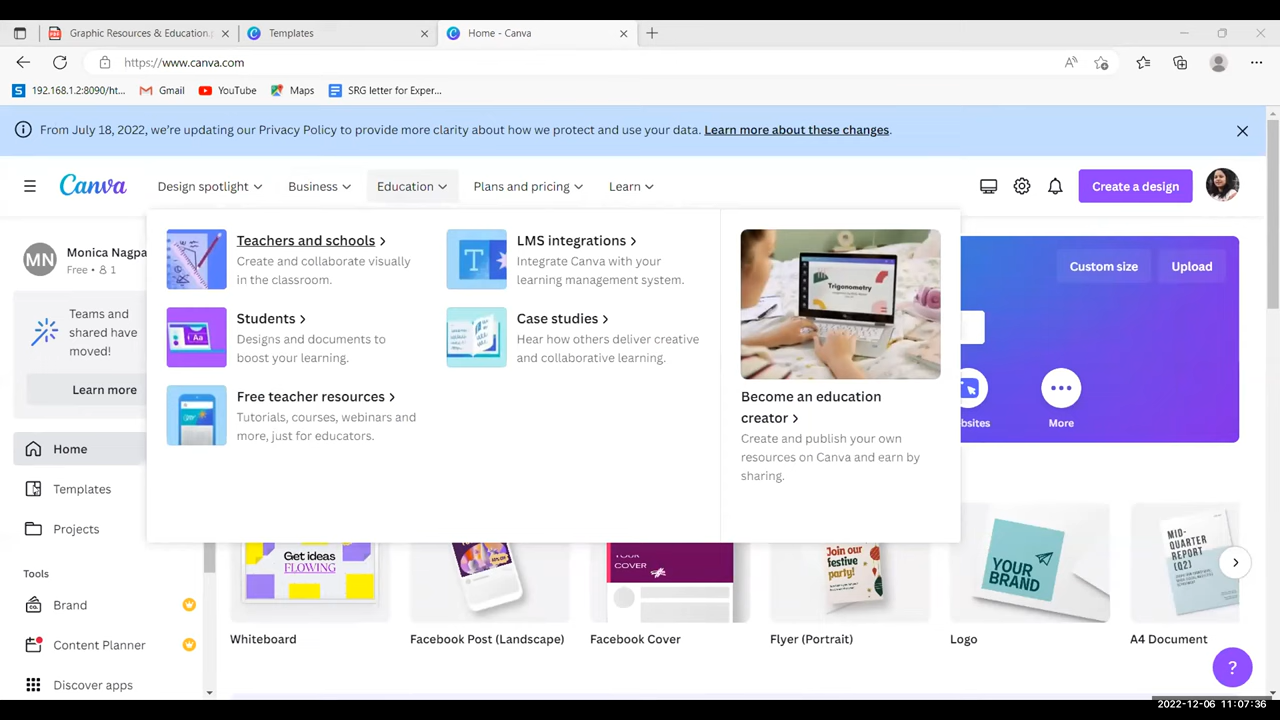 Graphic Resources & Education.
Templates
Home - Canva
https://www.canva.com
192.168.1.2:8090/ht...
Gmail
YouTube
Maps
SRG letter for Exper...
From July 18, 2022, we're updating our Privacy Policy to provide more clarity about how we protect and use your data. Learn more about these changes.
Canva
Design spotlight
Business
Education
Plans and pricing
Learn
Create a design
MN
Monica Nagpa
Free • 1
Teams and
shared have
moved!
Learn more
Home
Templates
Projects
Tools
Brand
Content Planner
Discover apps
Teachers and schools
Create and collaborate visually
in the classroom.
Students
Designs and documents to
boost your learning.
Free teacher resources
Tutorials, courses, webinars and
more, just for educators.
LMS integrations
Integrate Canva with your
learning management system.
Case studies
Hear how others deliver creative
and collaborative learning.
Trigonometry
Become an education
creator
Create and publish your own
resources on Canva and earn by
sharing.
Custom size
Upload
bsites
More
Get ideas
FLOWING
YOUR
COVER
Join our
festive
party!
YOUR
BRAND
MID-
QUARTER
REPORT
(Q2)
Whiteboard
Facebook Post (Landscape)
Facebook Cover
Flyer (Portrait)
Logo
A4 Document
?
2022-12-06 11:07:36